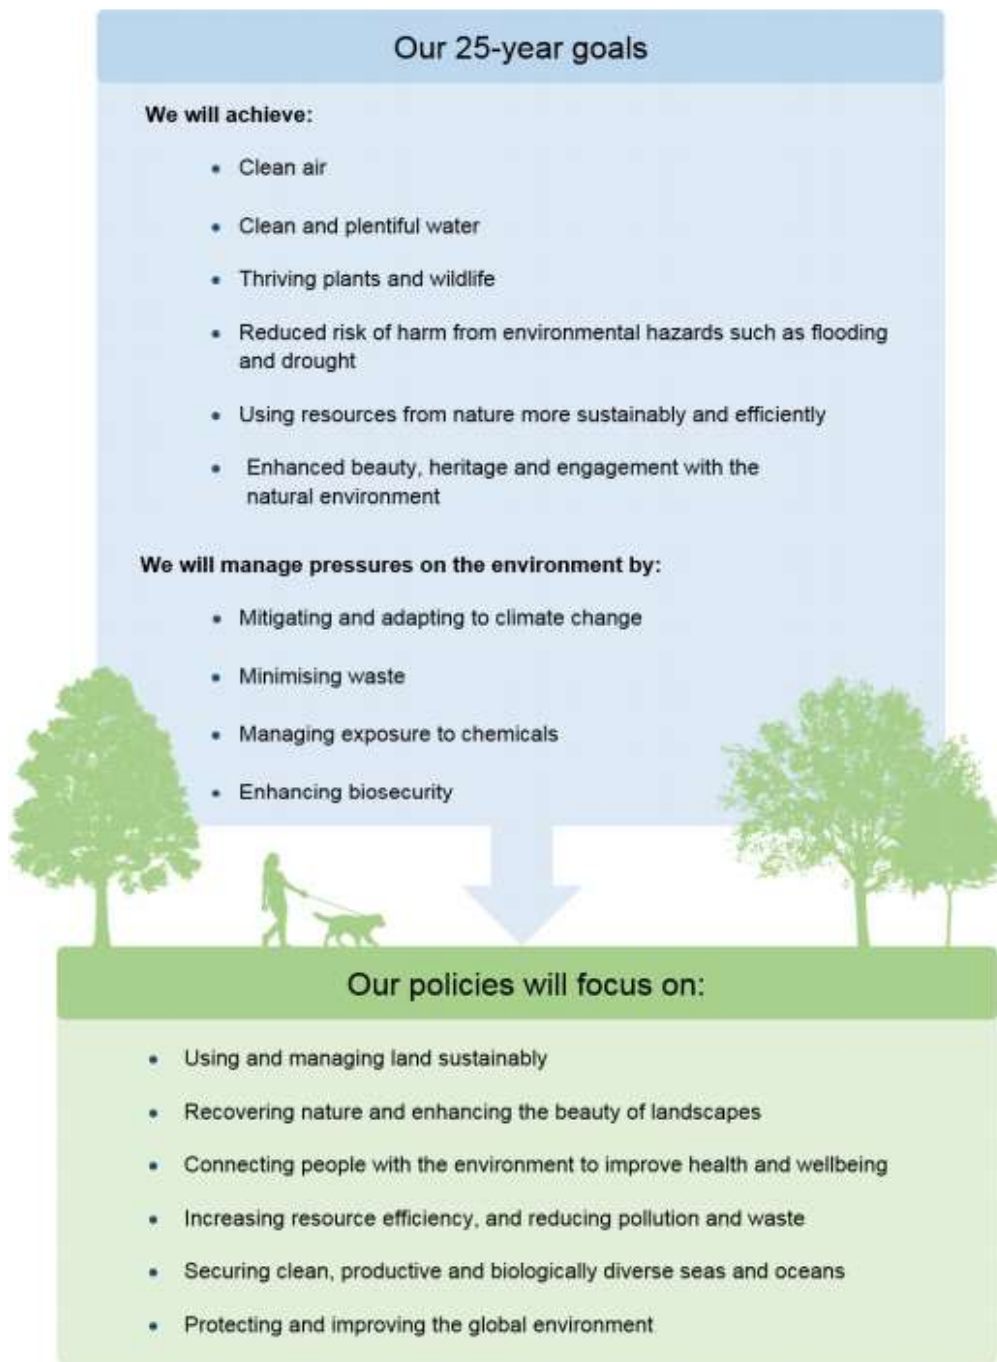 Our 25-year goals
We will achieve:
• Clean air
• Clean and plentiful water
• Thriving plants and wildlife
• Reduced risk of harm from environmental hazards such as flooding
and drought
• Using resources from nature more sustainably and efficiently
• Enhanced beauty, heritage and engagement with the
natural environment
We will manage pressures on the environment by:
• Mitigating and adapting to climate change
• Minimising waste
• Managing exposure to chemicals
• Enhancing biosecurity
Our policies will focus on:
• Using and managing land sustainably
• Recovering nature and enhancing the beauty of landscapes
• Connecting people with the environment to improve health and wellbeing
• Increasing resource efficiency, and reducing pollution and waste
• Securing clean, productive and biologically diverse seas and oceans
• Protecting and improving the global environment